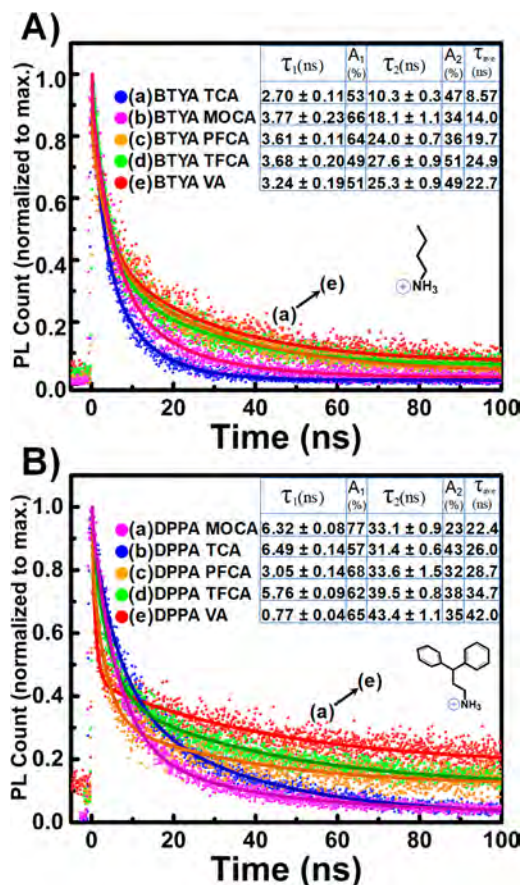 A)
PL Count (normalized to max.)
1.0
0.8
0.6
0.4
0.2
0.0
τ1(ns) A1 (%) τ2(ns) A2 (%) τave (ns)
(a)BTYA TCA 2.70 ± 0.11 53 10.3 ± 0.3 47 8.57
(b)BTYA MOCA 3.77 ± 0.23 66 18.1 ± 1.1 34 14.0
(c)BTYA PFCA 3.61 ± 0.11 64 24.0 ± 0.7 36 19.7
(d)BTYA TFCA 3.68 ± 0.20 49 27.6 ± 0.9 51 24.9
(e)BTYA VA 3.24 ± 0.19 51 25.3 ± 0.9 49 22.7
(e)
(a)
⊕NH3
0 20 40 60 80 100
Time (ns)
B)
PL Count (normalized to max.)
1.0
0.8
0.6
0.4
0.2
0.0
τ1(ns) A1 (%) τ2(ns) A2 (%) τave (ns)
(a)DPPA MOCA 6.32 ± 0.08 77 33.1 ± 0.9 23 22.4
(b)DPPA TCA 6.49 ± 0.14 57 31.4 ± 0.6 43 26.0
(c)DPPA PFCA 3.05 ± 0.14 68 33.6 ± 1.5 32 28.7
(d)DPPA TFCA 5.76 ± 0.09 62 39.5 ± 0.8 38 34.7
(e)DPPA VA 0.77 ± 0.04 65 43.4 ± 1.1 35 42.0
(e)
(a)
⊕NH3
0 20 40 60 80 100
Time (ns)